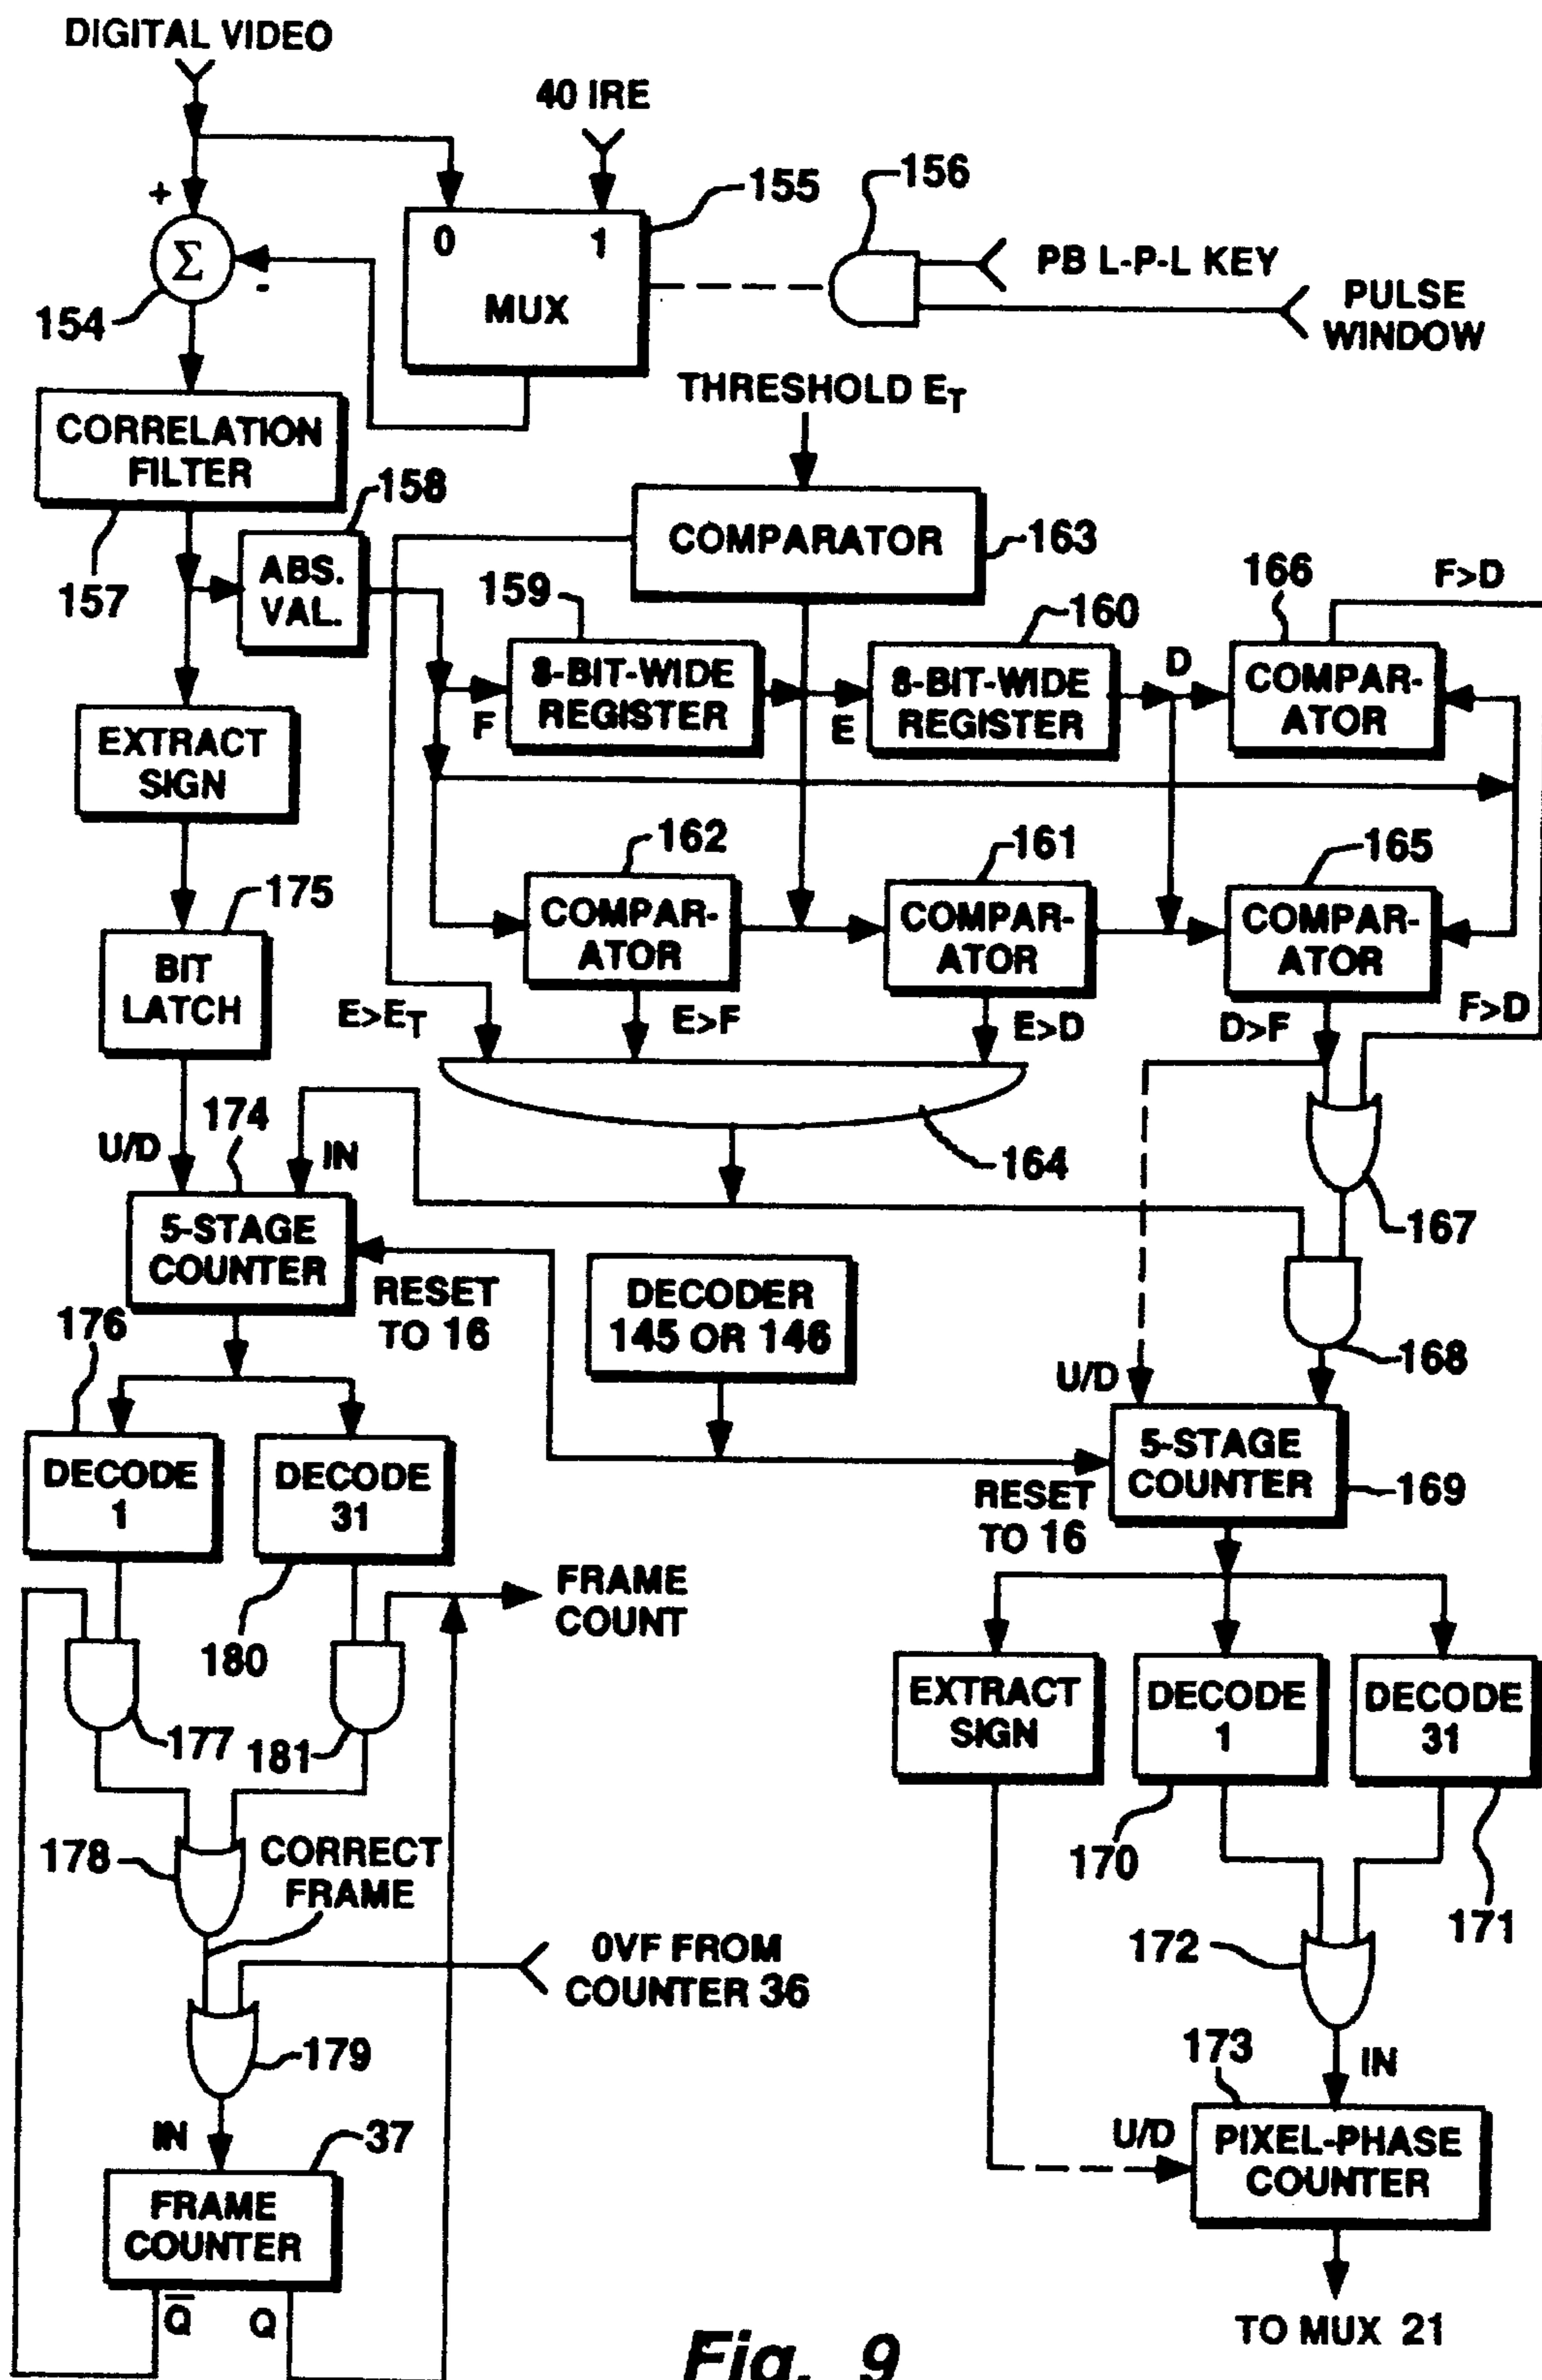 DIGITAL VIDEO
40 IRE
155
156
+
0
1
Σ
-
MUX
PB L-P-L KEY
PULSE
WINDOW
154
THRESHOLD ET
CORRELATION
FILTER
158
157
ABS.
VAL.
COMPARATOR
163
159
160
166
F>D
8-BIT-WIDE
REGISTER
8-BIT-WIDE
REGISTER
D
COMPAR-
ATOR
F
E
EXTRACT
SIGN
162
161
165
175
COMPAR-
ATOR
COMPAR-
ATOR
COMPAR-
ATOR
BIT
LATCH
E>ET
E>F
E>D
D>F
F>D
174
U/D
IN
164
167
5-STAGE
COUNTER
RESET
TO 16
DECODER
145 OR 146
176
168
U/D
DECODE
1
DECODE
31
5-STAGE
COUNTER
169
RESET
TO 16
FRAME
COUNT
180
177
181
EXTRACT
SIGN
DECODE
1
DECODE
31
178
CORRECT
FRAME
170
171
172
0VF FROM
COUNTER 36
179
173
IN
IN
37
U/D
PIXEL-PHASE
COUNTER
FRAME
COUNTER
Q̅
Q
TO MUX 21
Fig. 9